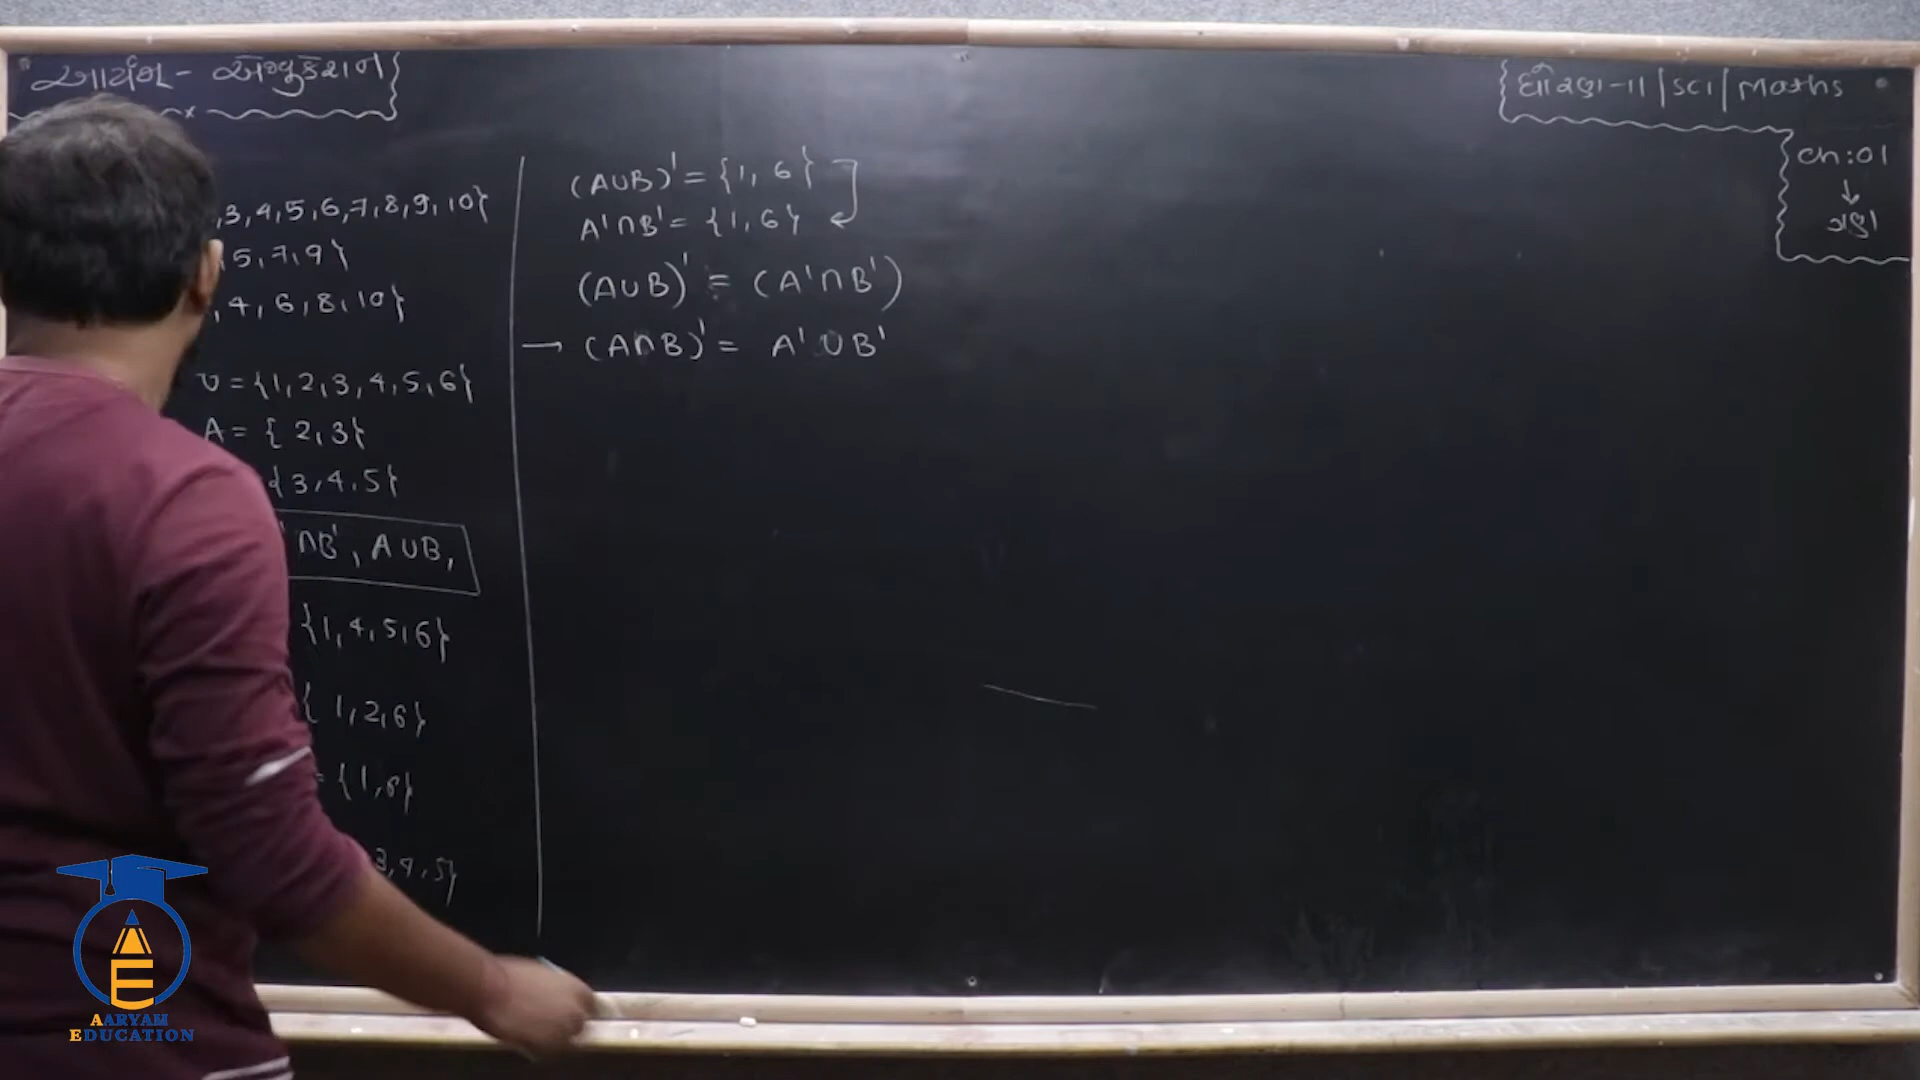 આર્યમ - એજ્યુકેશન
,3,4,5,6,7,8,9,10}
5,7,9}
,4,6,8,10}
U = {1,2,3,4,5,6}
A = { 2,3}
{3,4,5}
'∩B', A∪B,
{1,4,5,6}
{ 1,2,6}
= {1,6}
3,4,5}
(A∪B)' = {1, 6}
A'∩B' = {1,6}
(A∪B)' = (A'∩B')
→ (A∩B)' = A' ∪ B'
ધોરણ-11 | SCI | Maths
Ch:01
↓
ગણ
AARYAM
EDUCATION